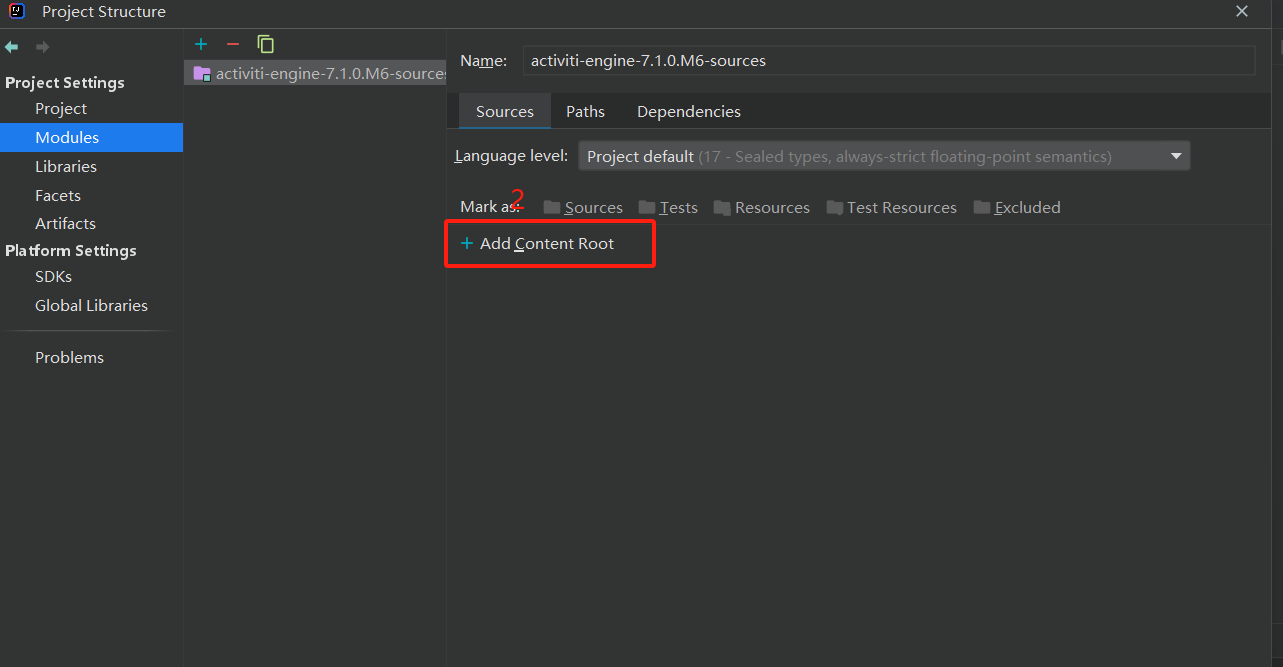 Project Structure
Project Settings
Project
Modules
Libraries
Facets
Artifacts
Platform Settings
SDKs
Global Libraries
Problems
activiti-engine-7.1.0.M6-sources
Name: activiti-engine-7.1.0.M6-sources
Sources Paths Dependencies
Language level: Project default (17 - Sealed types, always-strict floating-point semantics)
2
Mark as: Sources Tests Resources Test Resources Excluded
+ Add Content Root